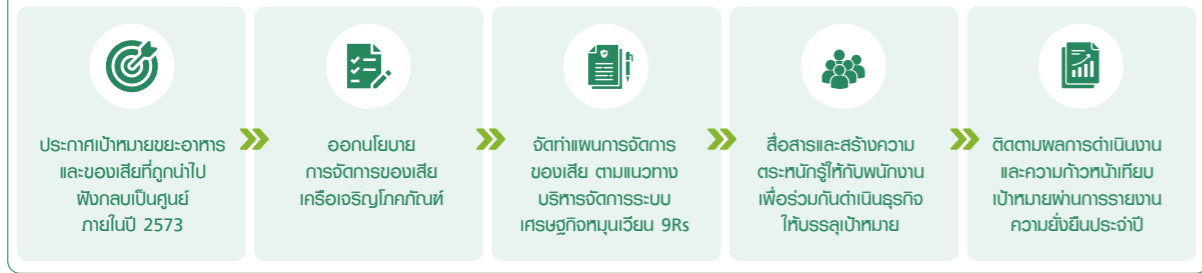 ประกาศเป้าหมายขยะอาหาร
และของเสียที่ถูกนำไป
ฝังกลบเป็นศูนย์
ภายในปี 2573
ออกนโยบาย
การจัดการของเสีย
เครือเจริญโภคภัณฑ์
จัดทำแผนการจัดการ
ของเสีย ตามแนวทาง
บริหารจัดการระบบ
เศรษฐกิจหมุนเวียน 9Rs
สื่อสารและสร้างความ
ตระหนักรู้ให้กับพนักงาน
เพื่อร่วมกันดำเนินธุรกิจ
ให้บรรลุเป้าหมาย
ติดตามผลการดำเนินงาน
และความก้าวหน้าเทียบ
เป้าหมายผ่านการรายงาน
ความยั่งยืนประจำปี